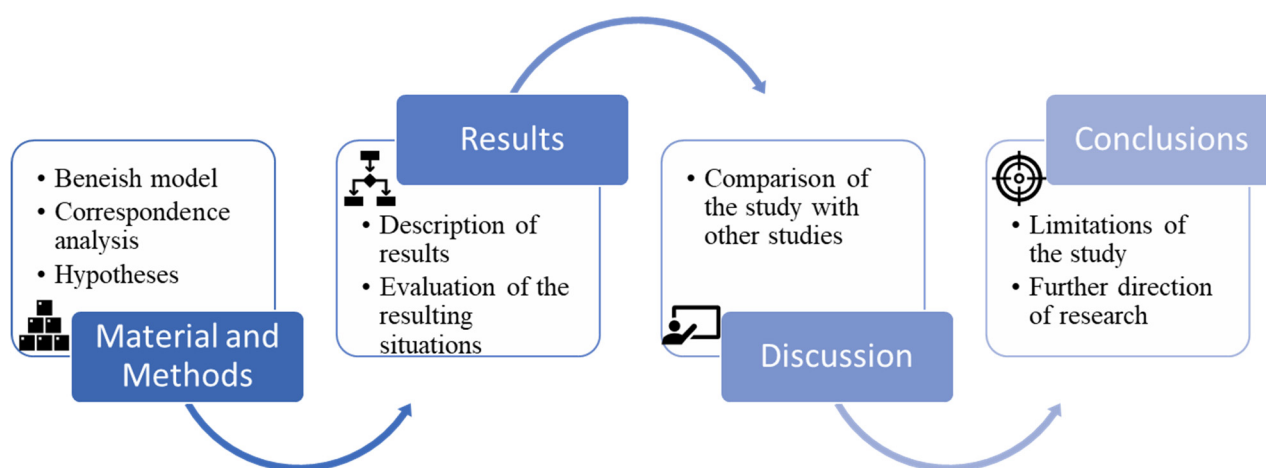 • Beneish model
• Correspondence
analysis
• Hypotheses
Material and
Methods
Results
• Description of
results
• Evaluation of the
resulting
situations
• Comparison of
the study with
other studies
Discussion
Conclusions
• Limitations of
the study
• Further direction
of research